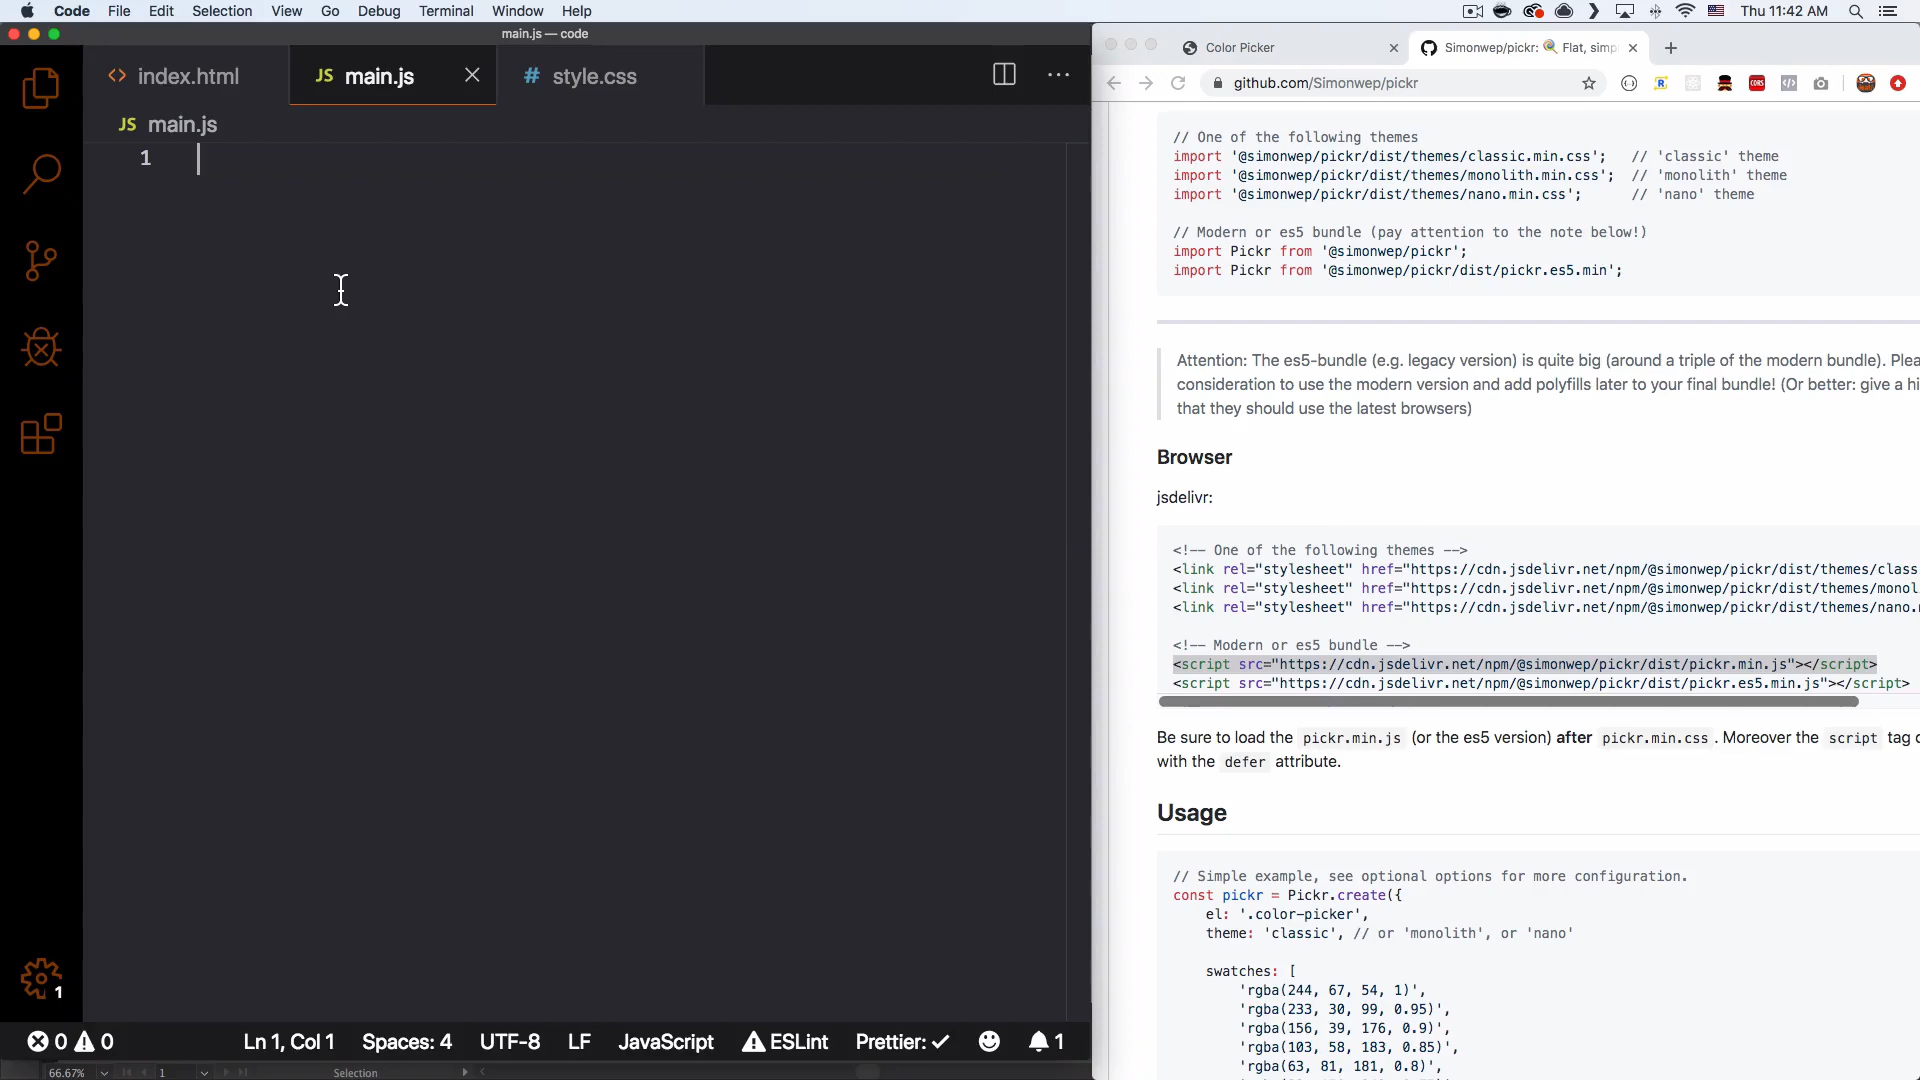 Code File Edit Selection View Go Debug Terminal Window Help
Thu 11:42 AM
main.js — code
index.html
JS main.js
# style.css
JS main.js
1
1
0 0
Ln 1, Col 1
Spaces: 4
UTF-8
LF
JavaScript
ESLint
Prettier:
1
66.67%
1
Selection
Color Picker
Simonwep/pickr: Flat, simp
github.com/Simonwep/pickr
CORS
// One of the following themes
import '@simonwep/pickr/dist/themes/classic.min.css'; // 'classic' theme
import '@simonwep/pickr/dist/themes/monolith.min.css'; // 'monolith' theme
import '@simonwep/pickr/dist/themes/nano.min.css'; // 'nano' theme
// Modern or es5 bundle (pay attention to the note below!)
import Pickr from '@simonwep/pickr';
import Pickr from '@simonwep/pickr/dist/pickr.es5.min';
Attention: The es5-bundle (e.g. legacy version) is quite big (around a triple of the modern bundle). Plea
consideration to use the modern version and add polyfills later to your final bundle! (Or better: give a hi
that they should use the latest browsers)
Browser
jsdelivr:
<!-- One of the following themes -->
<link rel="stylesheet" href="https://cdn.jsdelivr.net/npm/@simonwep/pickr/dist/themes/class
<link rel="stylesheet" href="https://cdn.jsdelivr.net/npm/@simonwep/pickr/dist/themes/monol
<link rel="stylesheet" href="https://cdn.jsdelivr.net/npm/@simonwep/pickr/dist/themes/nano.
<!-- Modern or es5 bundle -->
<script src="https://cdn.jsdelivr.net/npm/@simonwep/pickr/dist/pickr.min.js"></script>
<script src="https://cdn.jsdelivr.net/npm/@simonwep/pickr/dist/pickr.es5.min.js"></script>
Be sure to load the pickr.min.js (or the es5 version) after pickr.min.css . Moreover the script tag
with the defer attribute.
Usage
// Simple example, see optional options for more configuration.
const pickr = Pickr.create({
el: '.color-picker',
theme: 'classic', // or 'monolith', or 'nano'
swatches: [
'rgba(244, 67, 54, 1)',
'rgba(233, 30, 99, 0.95)',
'rgba(156, 39, 176, 0.9)',
'rgba(103, 58, 183, 0.85)',
'rgba(63, 81, 181, 0.8)',